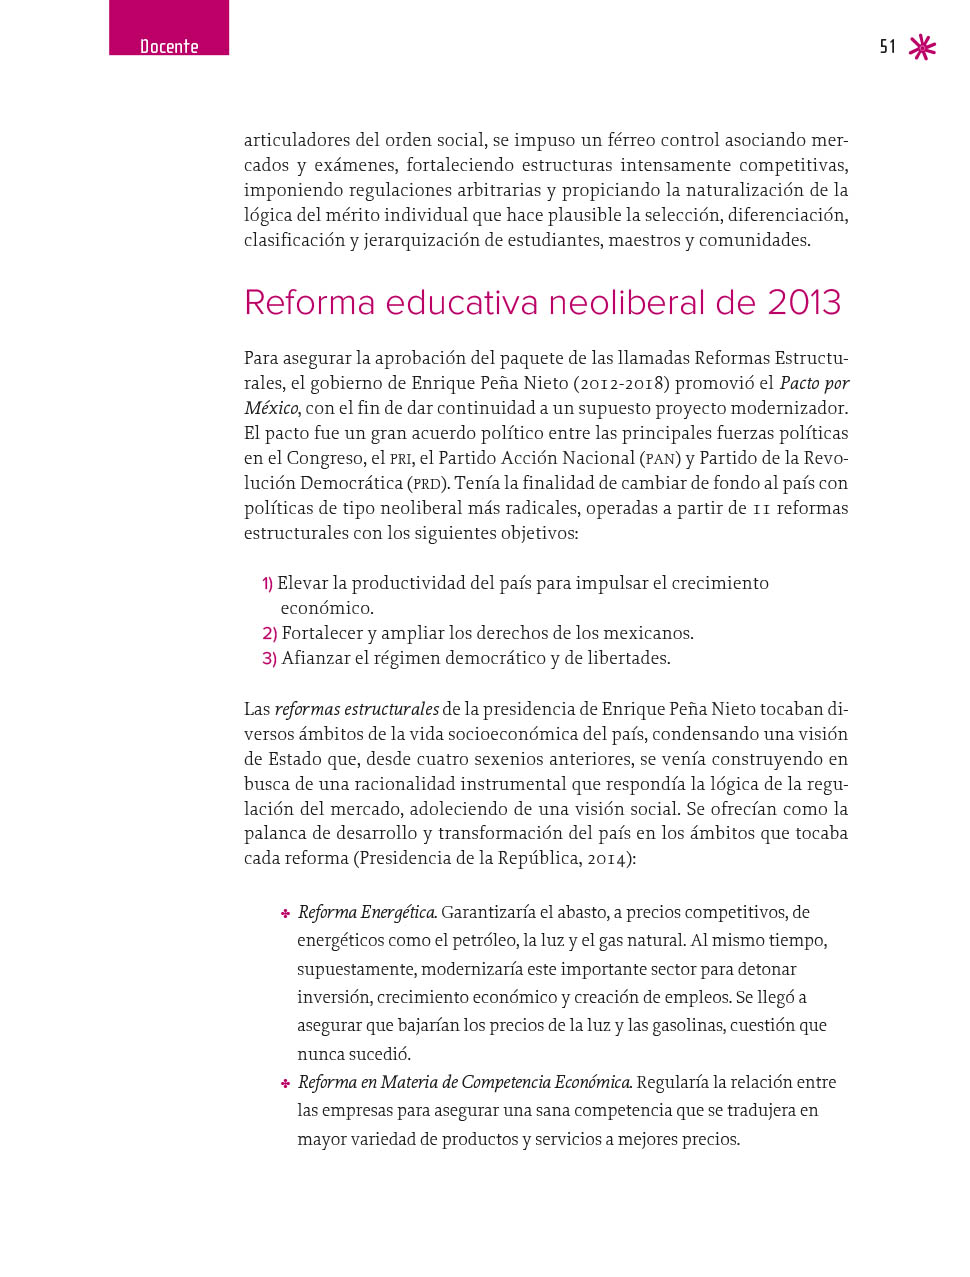 Docente
51
articuladores del orden social, se impuso un férreo control asociando mer-
cados y exámenes, fortaleciendo estructuras intensamente competitivas,
imponiendo regulaciones arbitrarias y propiciando la naturalización de la
lógica del mérito individual que hace plausible la selección, diferenciación,
clasificación y jerarquización de estudiantes, maestros y comunidades.
Reforma educativa neoliberal de 2013
Para asegurar la aprobación del paquete de las llamadas Reformas Estructu-
rales, el gobierno de Enrique Peña Nieto (2012-2018) promovió el Pacto por
México, con el fin de dar continuidad a un supuesto proyecto modernizador.
El pacto fue un gran acuerdo político entre las principales fuerzas políticas
en el Congreso, el PRI, el Partido Acción Nacional (PAN) y Partido de la Revo-
lución Democrática (PRD). Tenía la finalidad de cambiar de fondo al país con
políticas de tipo neoliberal más radicales, operadas a partir de 11 reformas
estructurales con los siguientes objetivos:
1) Elevar la productividad del país para impulsar el crecimiento
económico.
2) Fortalecer y ampliar los derechos de los mexicanos.
3) Afianzar el régimen democrático y de libertades.
Las reformas estructurales de la presidencia de Enrique Peña Nieto tocaban di-
versos ámbitos de la vida socioeconómica del país, condensando una visión
de Estado que, desde cuatro sexenios anteriores, se venía construyendo en
busca de una racionalidad instrumental que respondía la lógica de la regu-
lación del mercado, adoleciendo de una visión social. Se ofrecían como la
palanca de desarrollo y transformación del país en los ámbitos que tocaba
cada reforma (Presidencia de la República, 2014):
✤ Reforma Energética. Garantizaría el abasto, a precios competitivos, de
energéticos como el petróleo, la luz y el gas natural. Al mismo tiempo,
supuestamente, modernizaría este importante sector para detonar
inversión, crecimiento económico y creación de empleos. Se llegó a
asegurar que bajarían los precios de la luz y las gasolinas, cuestión que
nunca sucedió.
✤ Reforma en Materia de Competencia Económica. Regularía la relación entre
las empresas para asegurar una sana competencia que se tradujera en
mayor variedad de productos y servicios a mejores precios.